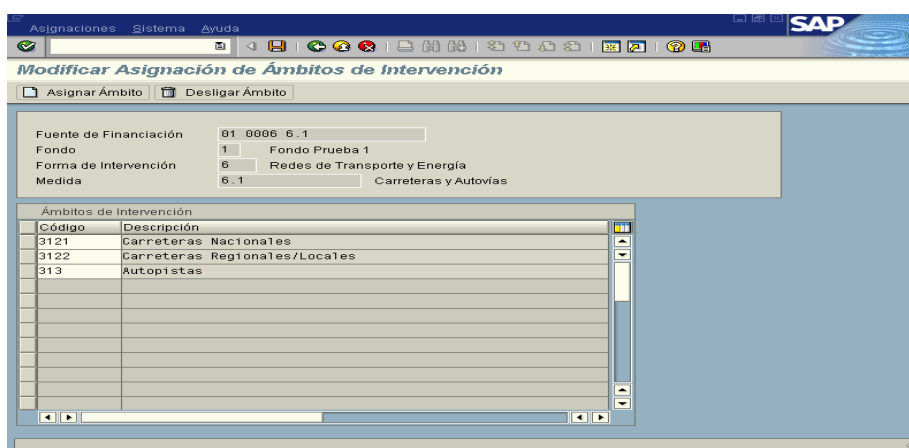 Asignaciones Sistema Ayuda
SAP
Modificar Asignación de Ámbitos de Intervención
Asignar Ámbito Desligar Ámbito
Fuente de Financiación 01 0006 6.1
Fondo 1 Fondo Prueba 1
Forma de Intervención 6 Redes de Transporte y Energía
Medida 6.1 Carreteras y Autovías
Ámbitos de Intervención
Código Descripción
3121 Carreteras Nacionales
3122 Carreteras Regionales/Locales
313 Autopistas